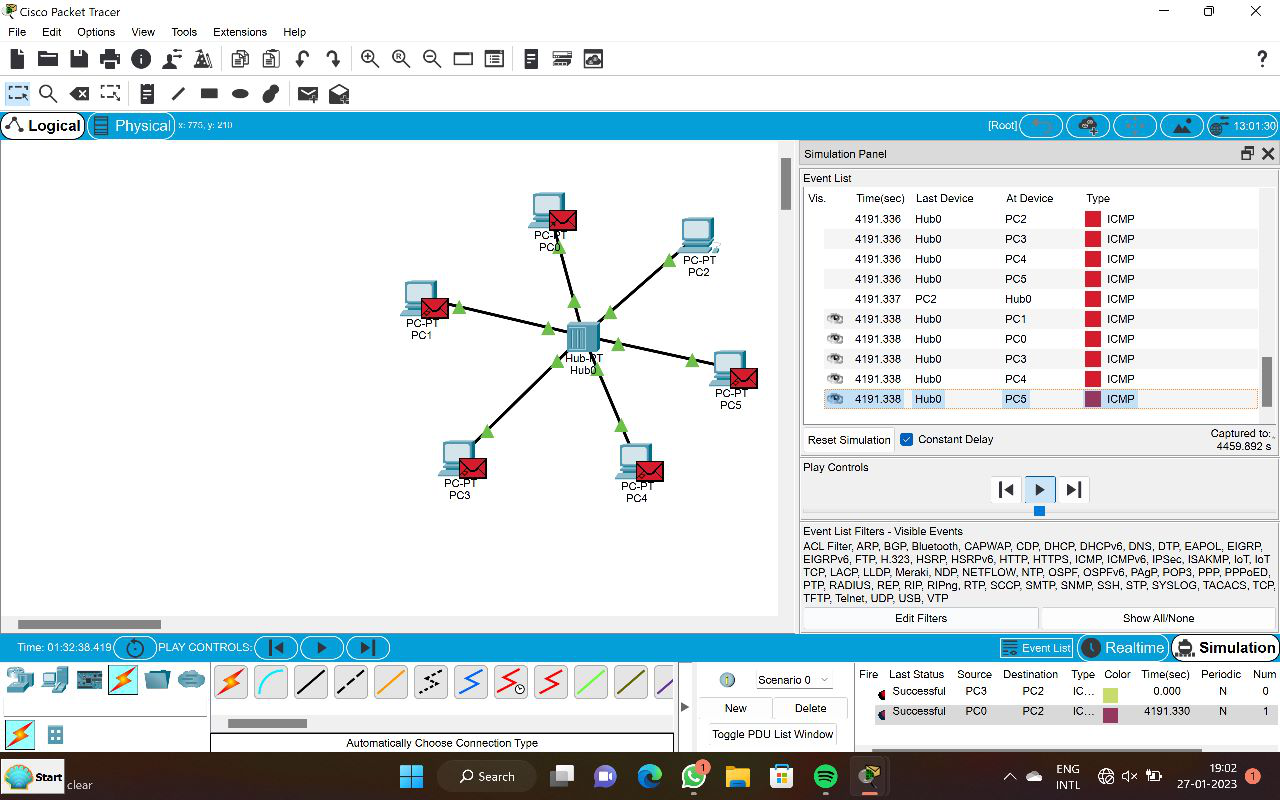 Cisco Packet Tracer
File Edit Options View Tools Extensions Help
Logical Physical x: 775, y: 210 [Root] 13:01:30
PC-PT
PC0
PC-PT
PC2
PC-PT
PC1
Hub-PT
Hub0
PC-PT
PC5
PC-PT
PC3
PC-PT
PC4
Simulation Panel
Event List
Vis. Time(sec) Last Device At Device Type
4191.336 Hub0 PC2 ICMP
4191.336 Hub0 PC3 ICMP
4191.336 Hub0 PC4 ICMP
4191.336 Hub0 PC5 ICMP
4191.337 PC2 Hub0 ICMP
4191.338 Hub0 PC1 ICMP
4191.338 Hub0 PC0 ICMP
4191.338 Hub0 PC3 ICMP
4191.338 Hub0 PC4 ICMP
4191.338 Hub0 PC5 ICMP
Reset Simulation Constant Delay Captured to:
4459.892 s
Play Controls
Event List Filters - Visible Events
ACL Filter, ARP, BGP, Bluetooth, CAPWAP, CDP, DHCP, DHCPv6, DNS, DTP, EAPOL, EIGRP,
EIGRPv6, FTP, H.323, HSRP, HSRPv6, HTTP, HTTPS, ICMP, ICMPv6, IPSec, ISAKMP, IoT, IoT
TCP, LACP, LLDP, Meraki, NDP, NETFLOW, NTP, OSPF, OSPFv6, PAgP, POP3, PPP, PPPoED,
PTP, RADIUS, REP, RIP, RIPng, RTP, SCCP, SMTP, SNMP, SSH, STP, SYSLOG, TACACS, TCP,
TFTP, Telnet, UDP, USB, VTP
Edit Filters Show All/None
Time: 01:32:38.419 PLAY CONTROLS: Event List Realtime Simulation
Scenario 0
New Delete
Toggle PDU List Window
Fire Last Status Source Destination Type Color Time(sec) Periodic Num
Successful PC3 PC2 IC... 0.000 N 0
Successful PC0 PC2 IC... 4191.330 N 1
Automatically Choose Connection Type
Start clear Search 1 ENG
INTL 19:02
27-01-2023 1